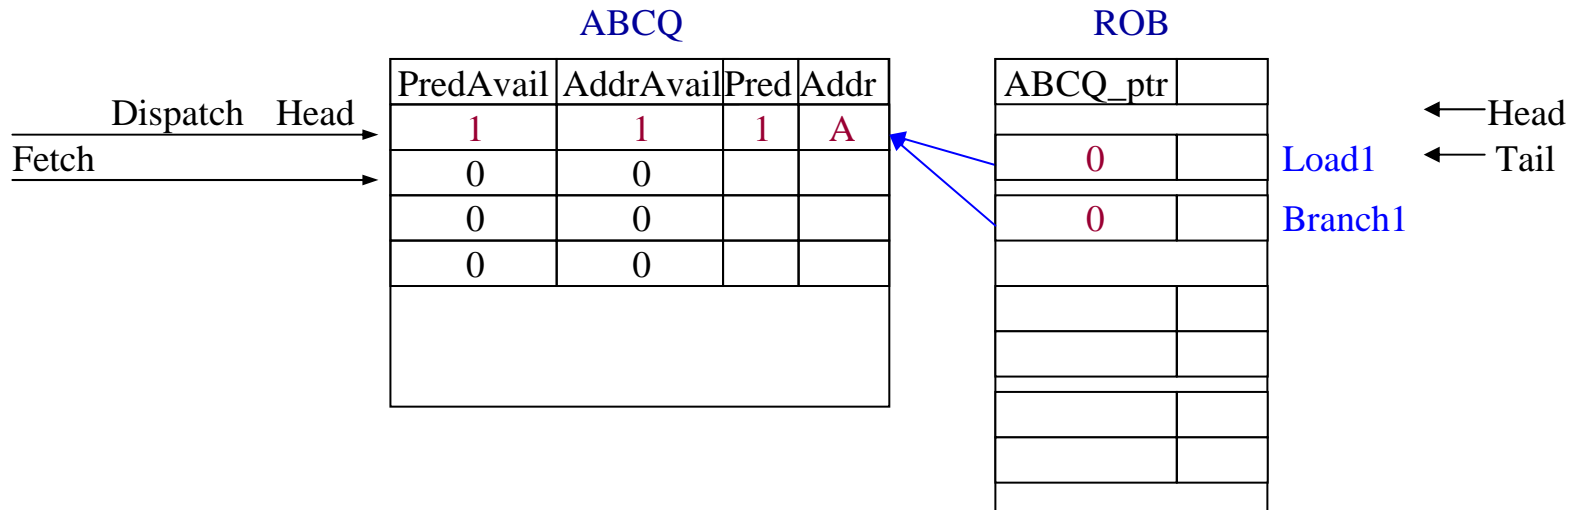 ABCQ ROB
PredAvail AddrAvail Pred Addr ABCQ_ptr
Dispatch Head 1 1 1 A Head
Fetch 0 0 0 Load1 Tail
0 0 0 Branch1
0 0